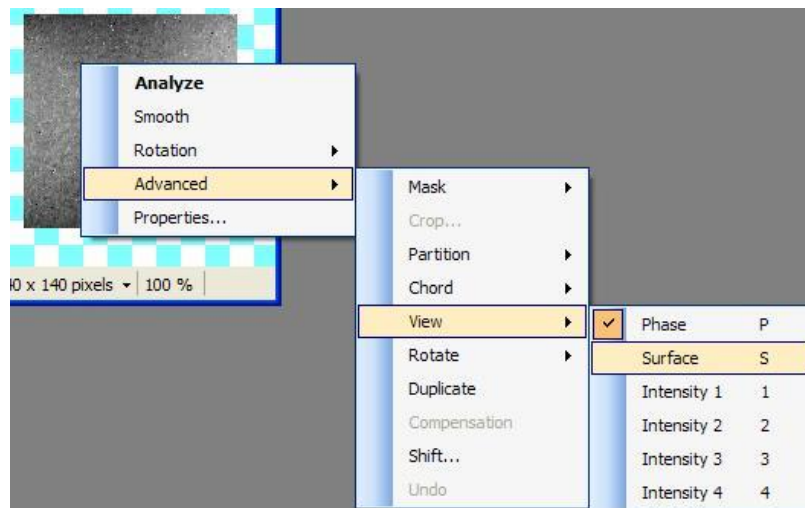 Analyze
Smooth
Rotation
Advanced
Properties...
0 x 140 pixels
100 %
Mask
Crop...
Partition
Chord
View
Rotate
Duplicate
Compensation
Shift...
Undo
Phase P
Surface S
Intensity 1 1
Intensity 2 2
Intensity 3 3
Intensity 4 4